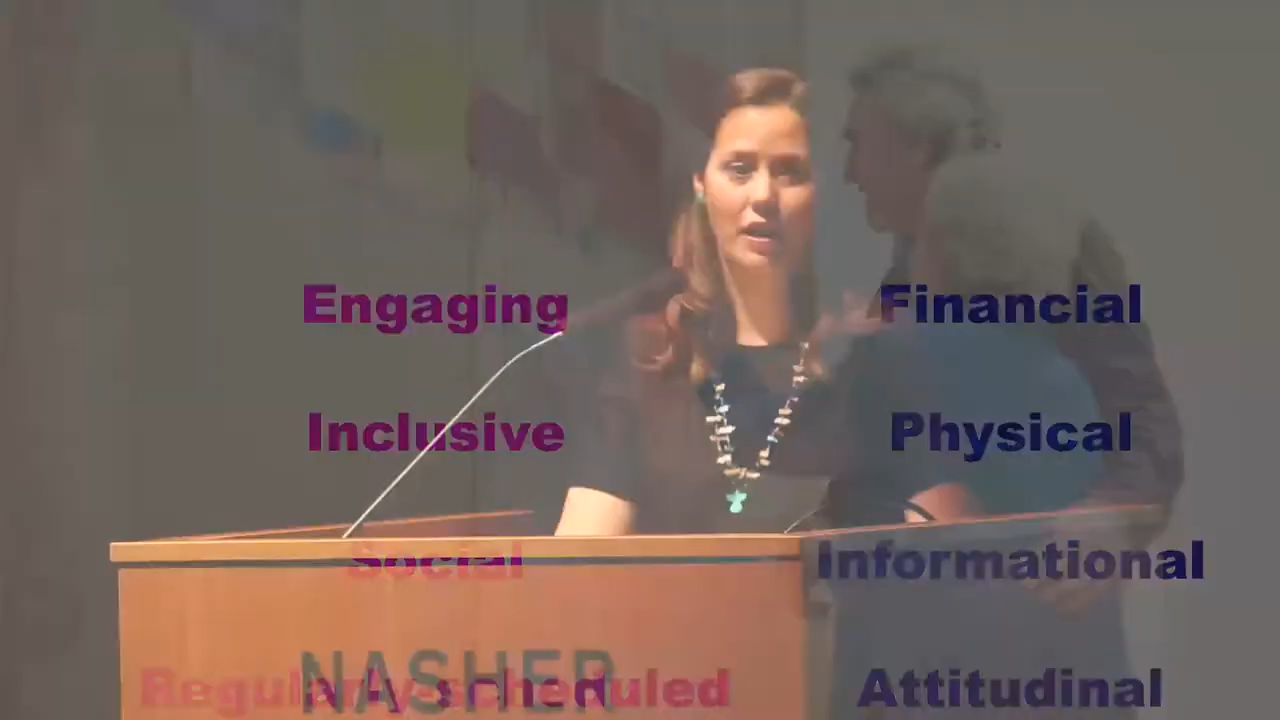 Engaging
Financial
Inclusive
Physical
Social
Informational
Regularly scheduled
Attitudinal
NASHER